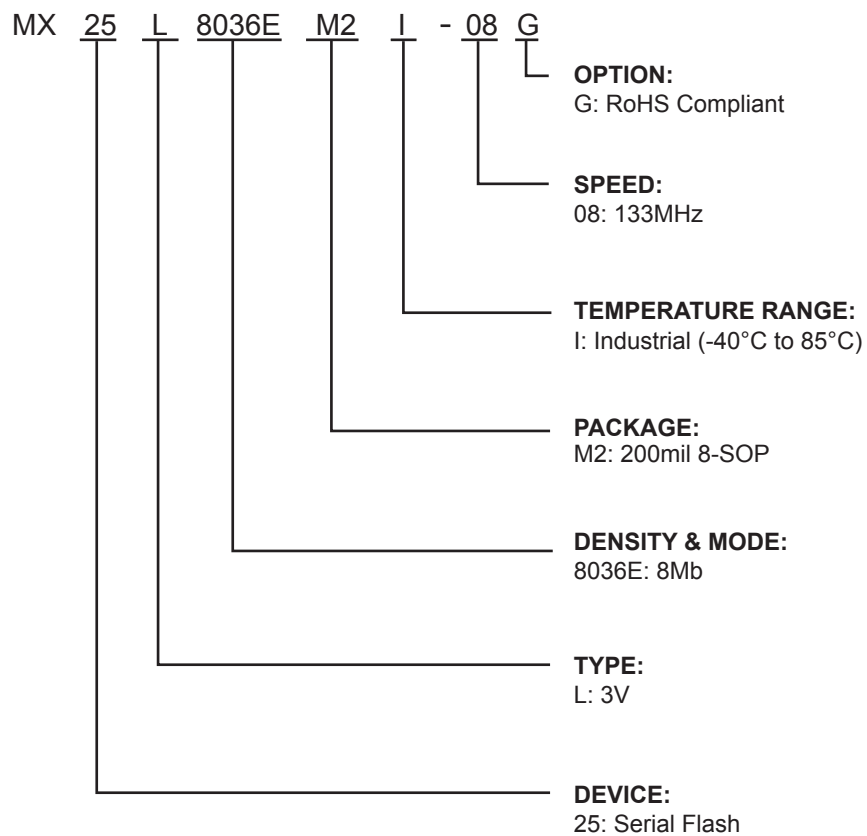 MX 25 L 8036E M2 I - 08 G
OPTION:
G: RoHS Compliant
SPEED:
08: 133MHz
TEMPERATURE RANGE:
I: Industrial (-40°C to 85°C)
PACKAGE:
M2: 200mil 8-SOP
DENSITY & MODE:
8036E: 8Mb
TYPE:
L: 3V
DEVICE:
25: Serial Flash